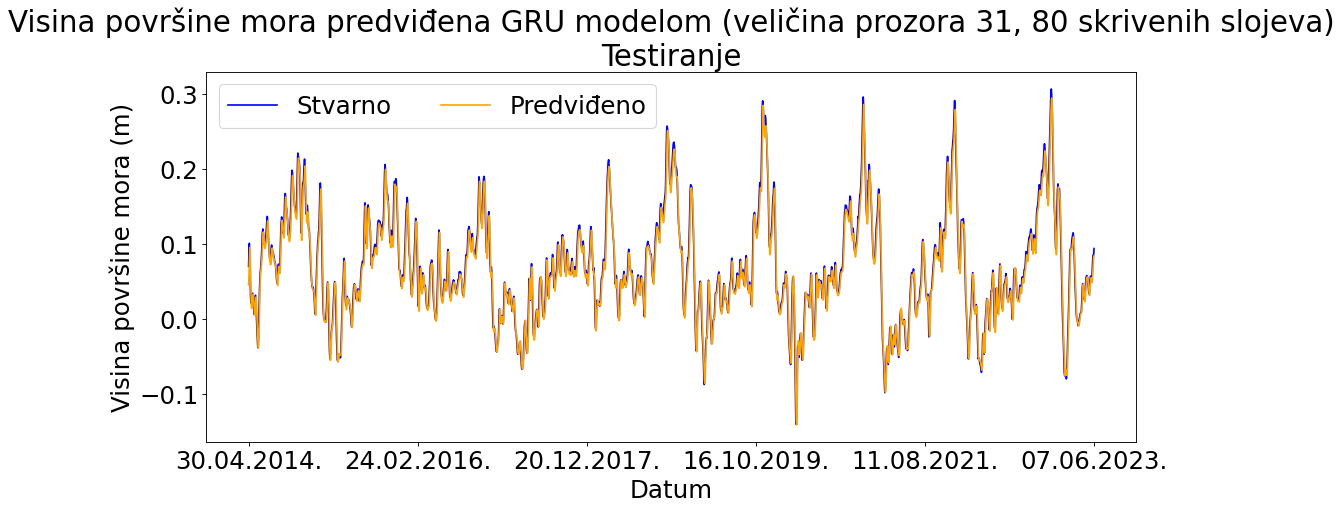 Visina površine mora predviđena GRU modelom (veličina prozora 31, 80 skrivenih slojeva)
Testiranje
Stvarno
Predviđeno
Visina površine mora (m)
0.3
0.2
0.1
0.0
−0.1
30.04.2014.
24.02.2016.
20.12.2017.
16.10.2019.
11.08.2021.
07.06.2023.
Datum